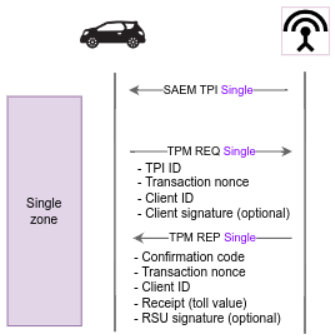 SAEM TPI Single
TPM REQ Single
- TPI ID
- Transaction nonce
- Client ID
- Client signature (optional)
Single
zone
TPM REP Single
- Confirmation code
- Transaction nonce
- Client ID
- Receipt (toll value)
- RSU signature (optional)